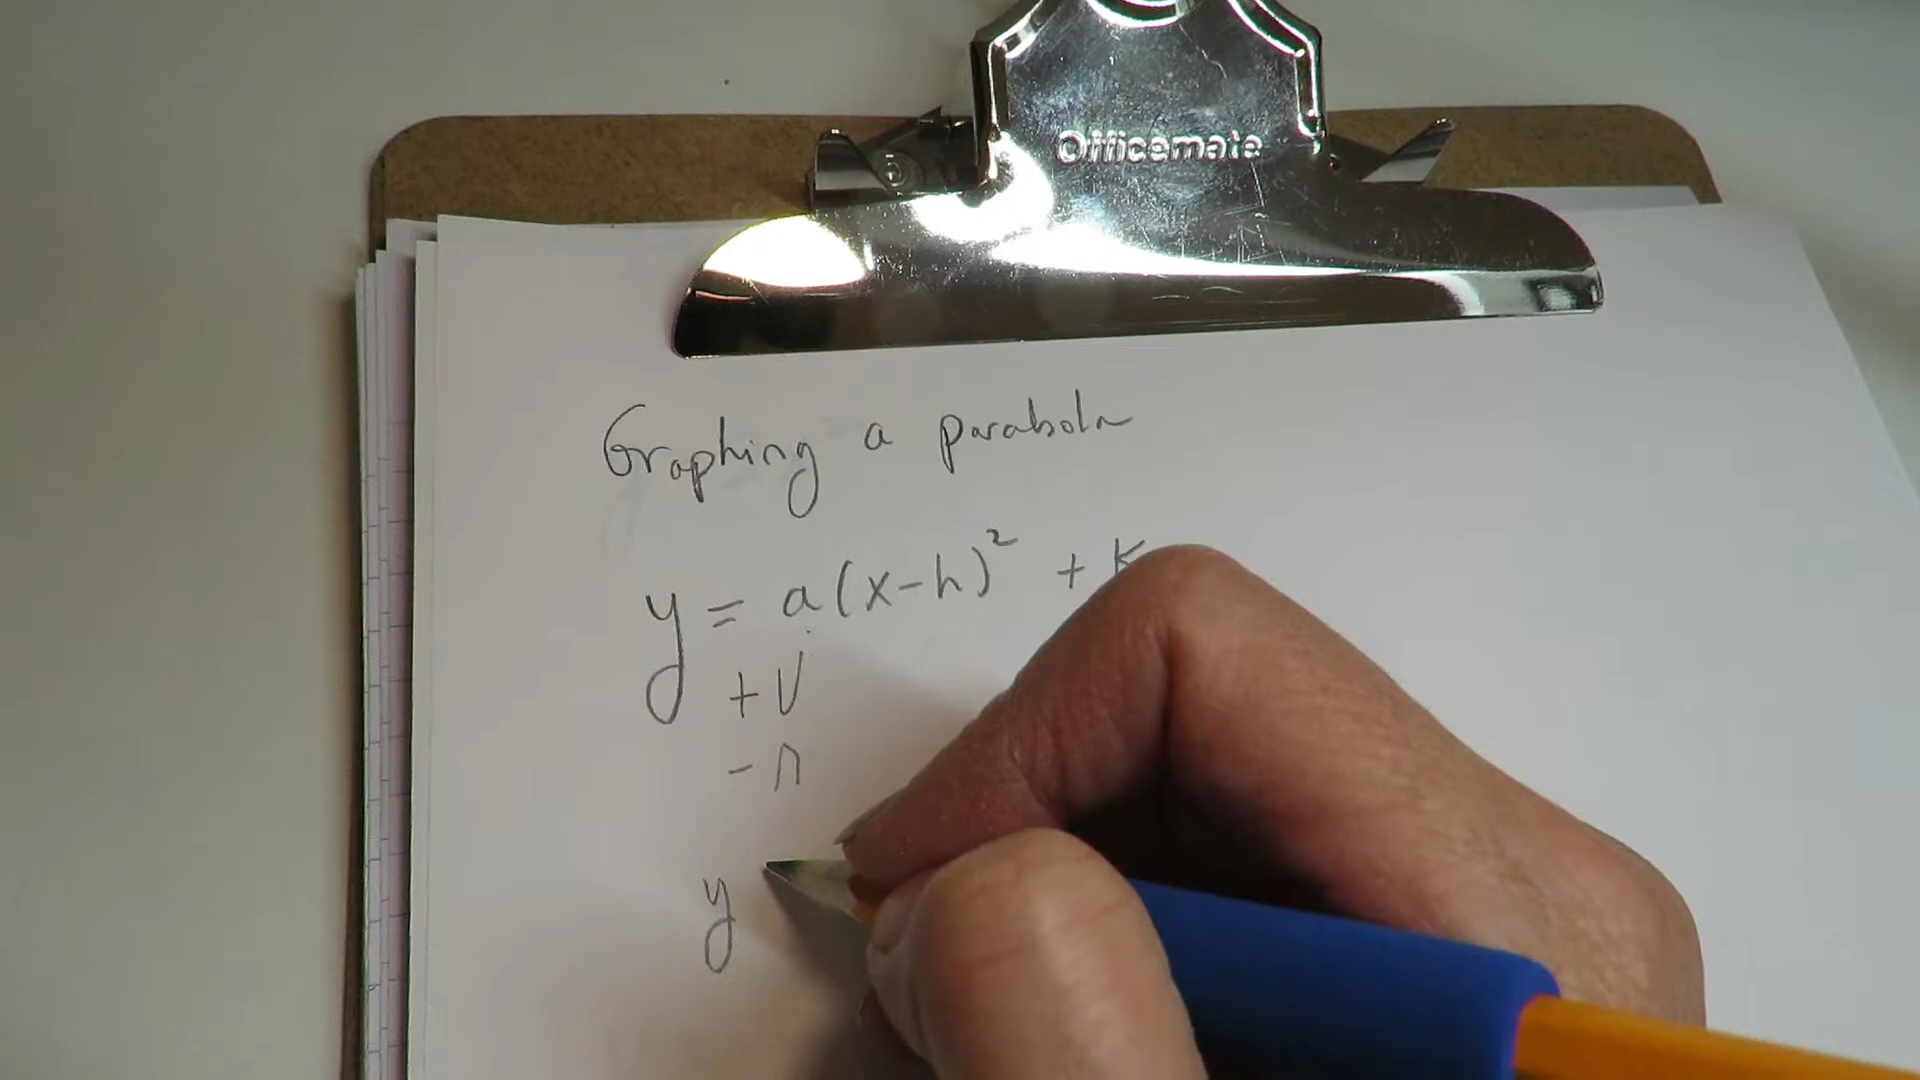 Officemate
Graphing a parabola
y = a(x-h)² + k
+ V
- Λ
y